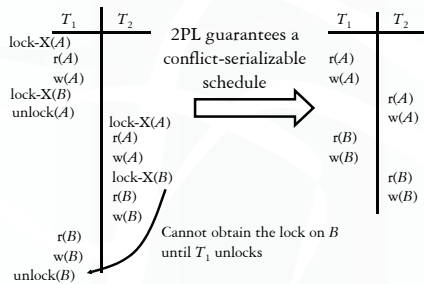 T1 T2
lock-X(A)
r(A)
w(A)
lock-X(B)
unlock(A)
lock-X(A)
r(A)
w(A)
lock-X(B)
r(B)
w(B)
r(B)
w(B)
unlock(B)
2PL guarantees a
conflict-serializable
schedule
Cannot obtain the lock on B
until T1 unlocks
T1 T2
r(A)
w(A)
r(A)
w(A)
r(B)
w(B)
r(B)
w(B)